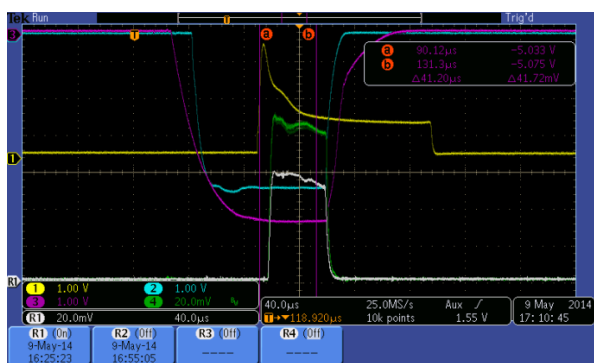 Tek Run Trig'd
T
a b
3
a 90.12µs -5.033 V
b 131.3µs -5.075 V
Δ41.20µs Δ41.72mV
1
R1
1 1.00 V 2 1.00 V
3 1.00 V 4 20.0mV
R1 20.0mV 40.0µs
40.0µs 25.0MS/s Aux
T→▼118.920µs 10k points 1.55 V
9 May 2014
17:10:45
R1 (On) R2 (Off) R3 (Off) R4 (Off)
9-May-14 9-May-14 ---- ----
16:25:23 16:55:05